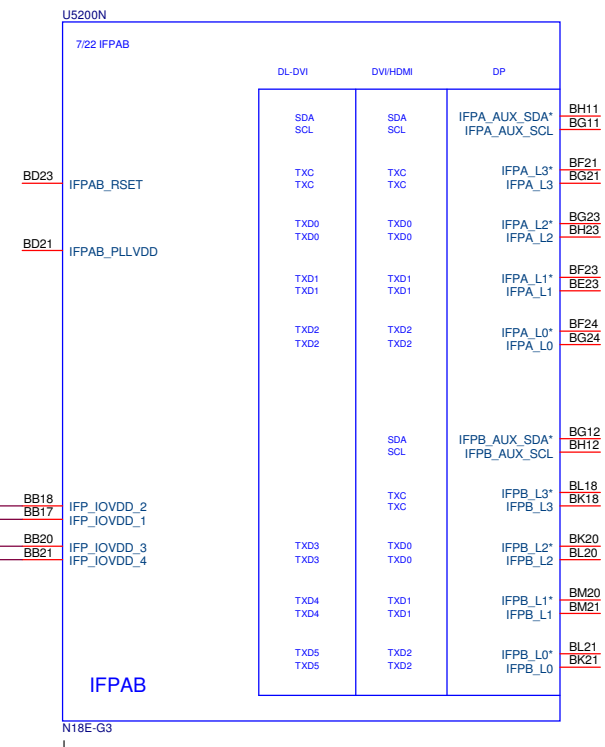 U5200N
7/22 IFPAB
DL-DVI DVI/HDMI DP
SDA SDA IFPA_AUX_SDA* BH11
SCL SCL IFPA_AUX_SCL BG11
TXC TXC IFPA_L3* BF21
BD23 IFPAB_RSET TXC TXC IFPA_L3 BG21
TXD0 TXD0 IFPA_L2* BG23
TXD0 TXD0 IFPA_L2 BH23
BD21 IFPAB_PLLVDD
TXD1 TXD1 IFPA_L1* BF23
TXD1 TXD1 IFPA_L1 BE23
TXD2 TXD2 IFPA_L0* BF24
TXD2 TXD2 IFPA_L0 BG24
SDA IFPB_AUX_SDA* BG12
SCL IFPB_AUX_SCL BH12
TXC IFPB_L3* BL18
BB18 IFP_IOVDD_2 TXC IFPB_L3 BK18
BB17 IFP_IOVDD_1
BB20 IFP_IOVDD_3 TXD3 TXD0 IFPB_L2* BK20
BB21 IFP_IOVDD_4 TXD3 TXD0 IFPB_L2 BL20
TXD4 TXD1 IFPB_L1* BM20
TXD4 TXD1 IFPB_L1 BM21
TXD5 TXD2 IFPB_L0* BL21
TXD5 TXD2 IFPB_L0 BK21
IFPAB
N18E-G3